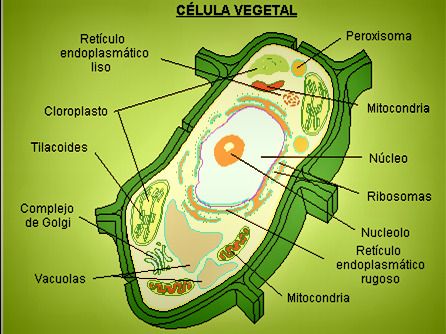 CÉLULA VEGETAL
Retículo
endoplasmático
liso
Peroxisoma
Cloroplasto
Mitocondria
Tilacoides
Núcleo
Ribosomas
Complejo
de Golgi
Nucleolo
Retículo
endoplasmático
rugoso
Vacuolas
Mitocondria